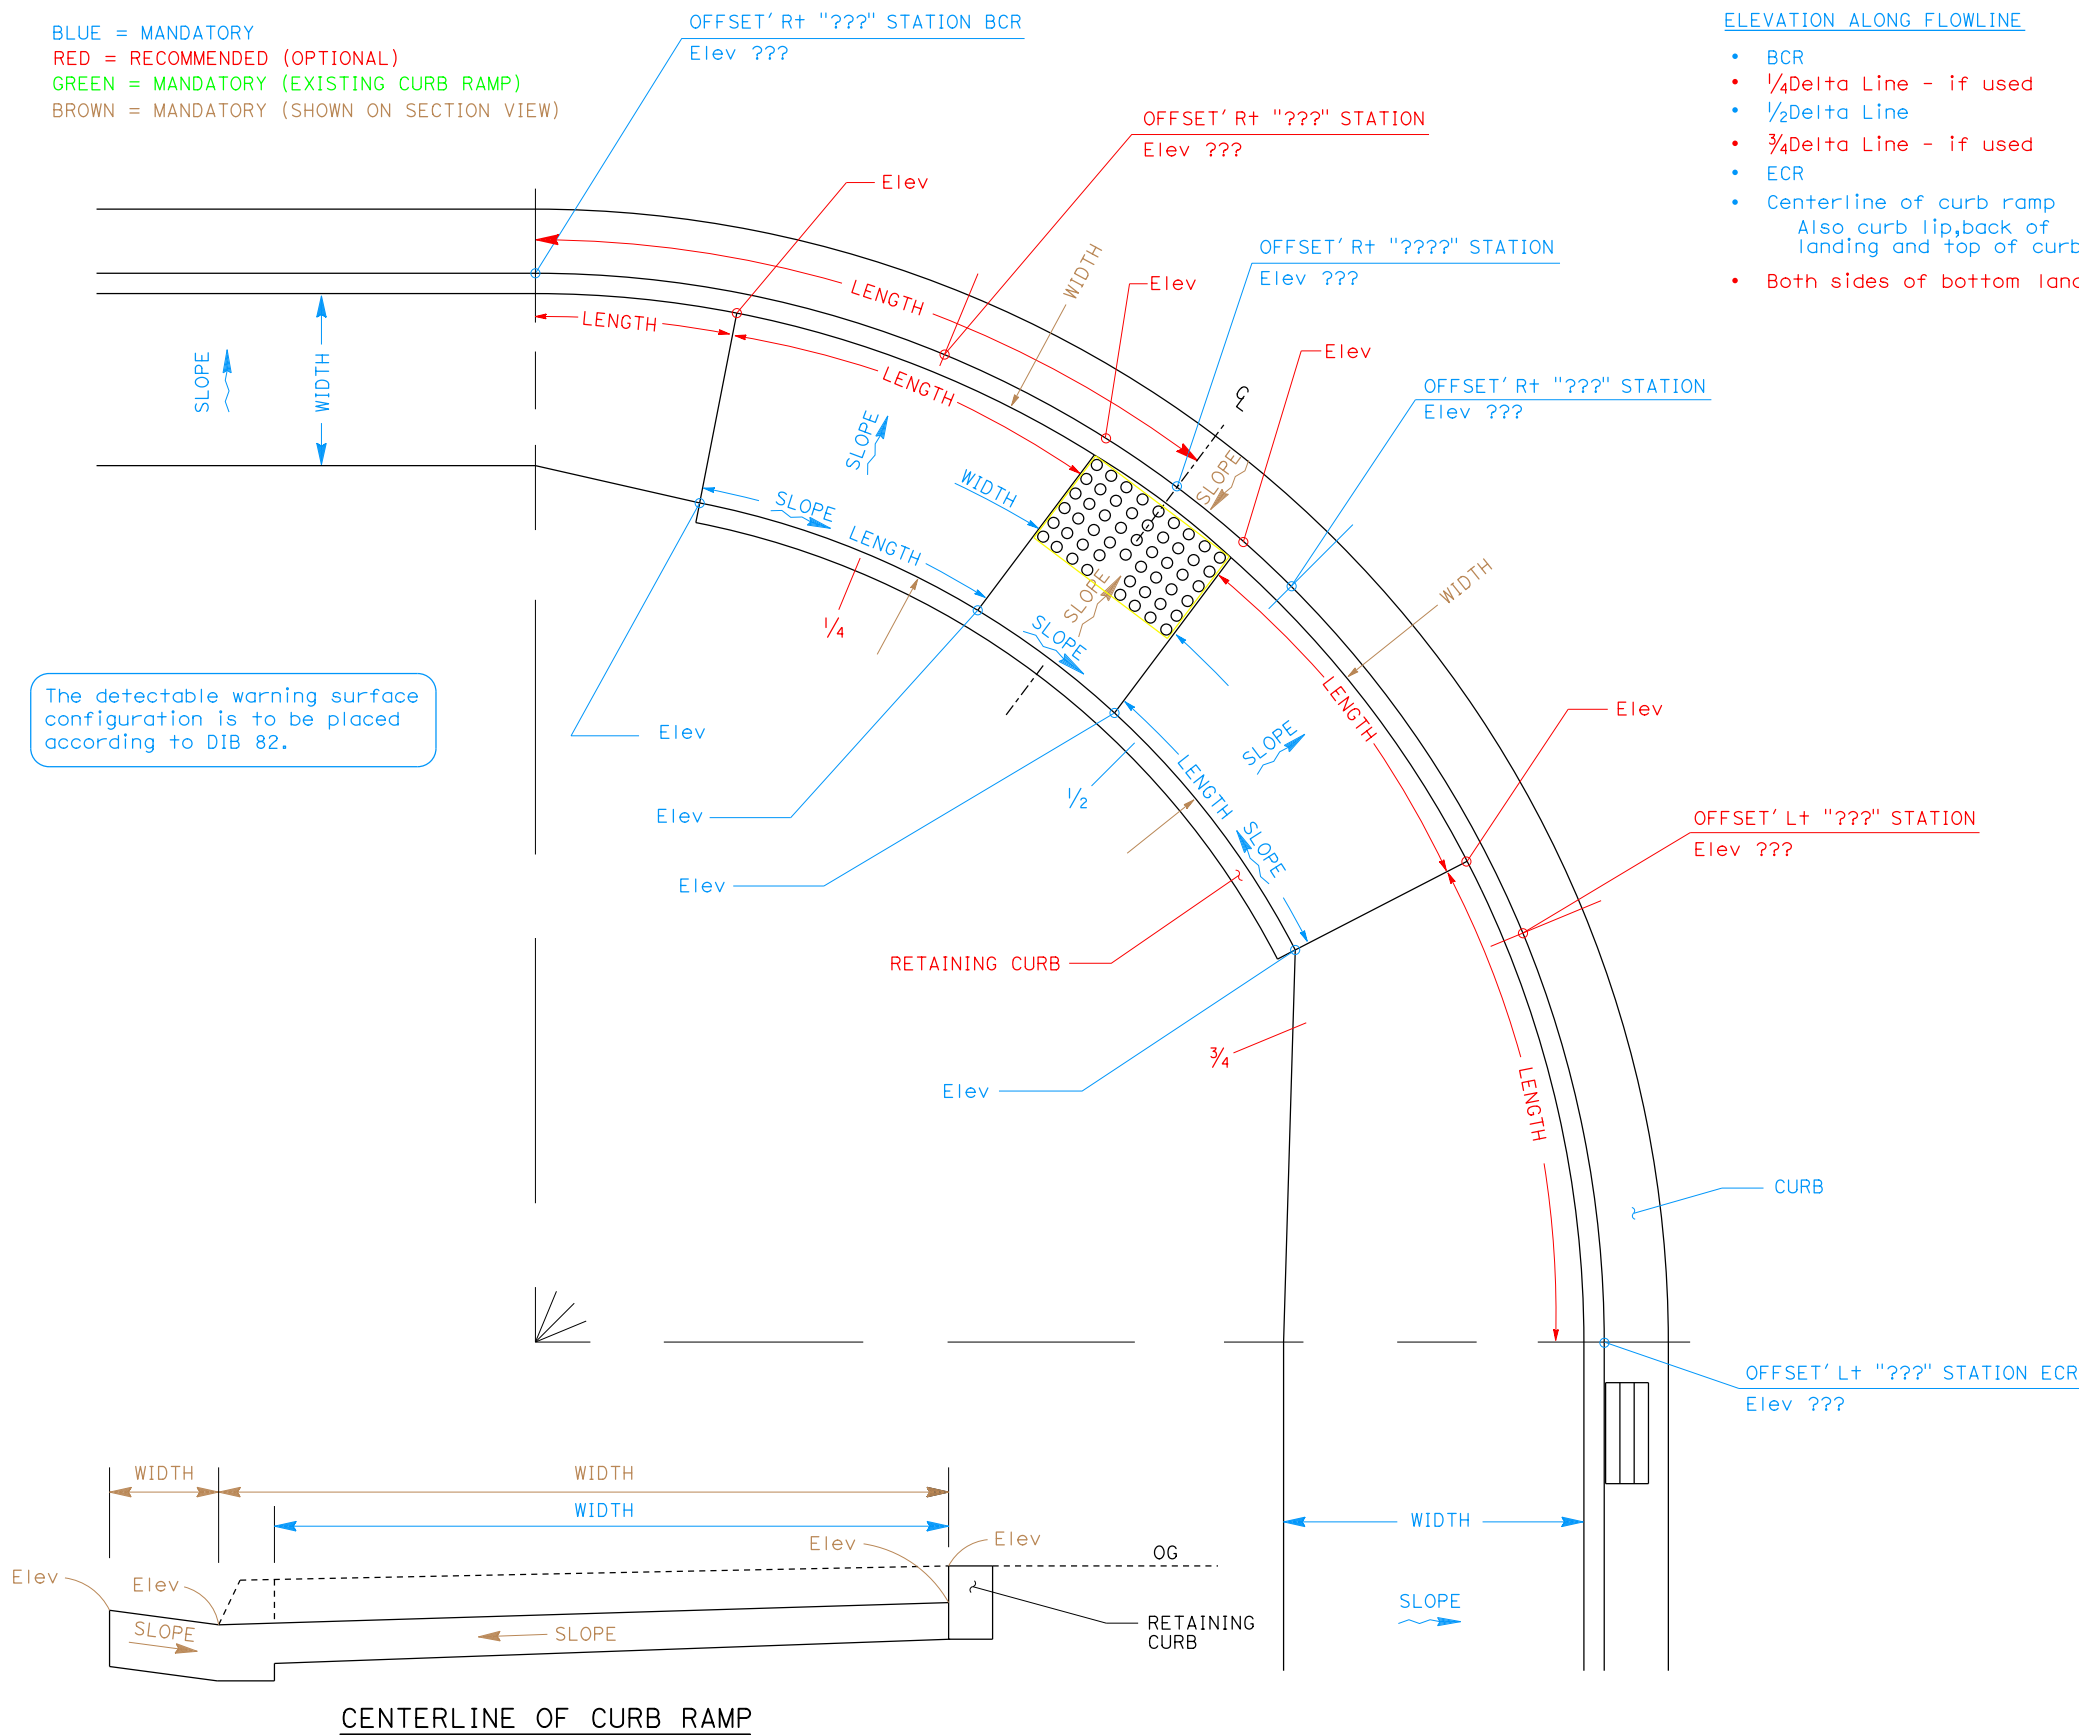 BLUE = MANDATORY
RED = RECOMMENDED (OPTIONAL)
GREEN = MANDATORY (EXISTING CURB RAMP)
BROWN = MANDATORY (SHOWN ON SECTION VIEW)
OFFSET' Rt "???" STATION BCR
Elev ???
ELEVATION ALONG FLOWLINE
• BCR
• 1/4Delta Line - if used
• 1/2Delta Line
• 3/4Delta Line - if used
• ECR
• Centerline of curb ramp
Also curb lip,back of
landing and top of curb
• Both sides of bottom
OFFSET' Rt "???" STATION
Elev ???
Elev
OFFSET' Rt "????" STATION
Elev ???
WIDTH
LENGTH
Elev
LENGTH
Elev
SLOPE
WIDTH
LENGTH
OFFSET' Rt "???" STATION
Elev ???
℄
SLOPE
SLOPE
WIDTH
SLOPE
LENGTH
SLOPE
WIDTH
1/4
SLOPE
LENGTH
The detectable warning surface
configuration is to be placed
according to DIB 82.
Elev
Elev
SLOPE
1/2
LENGTH
Elev
OFFSET' Lt "???" STATION
Elev ???
Elev
SLOPE
RETAINING CURB
3/4
Elev
LENGTH
CURB
OFFSET' Lt "???" STATION ECR
Elev ???
WIDTH
WIDTH
WIDTH
WIDTH
Elev
Elev
OG
Elev
Elev
SLOPE
SLOPE
SLOPE
RETAINING
CURB
CENTERLINE OF CURB RAMP